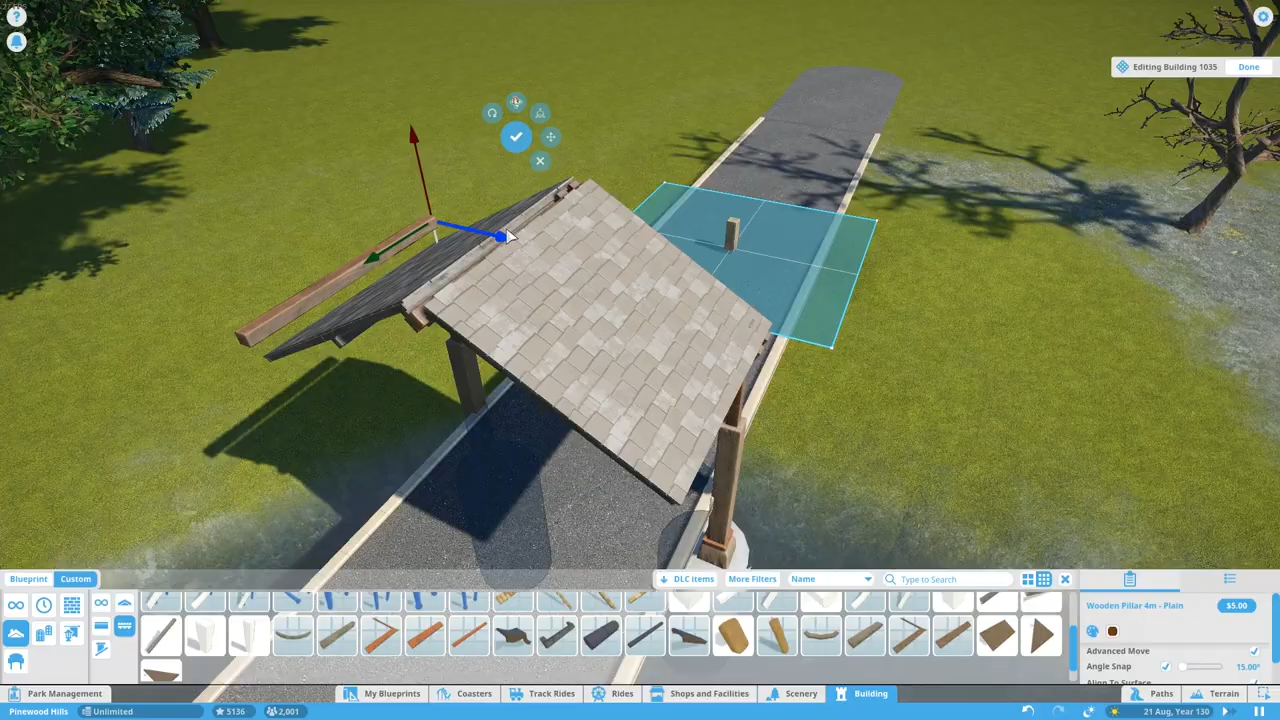 ?
Editing Building 1035 Done
Blueprint Custom DLC items More Filters Name Type to Search
Wooden Pillar 4m - Plain $5.00
Advanced Move
Angle Snap 15.00°
Park Management My Blueprints Coasters Track Rides Rides Shops and Facilities Scenery Building Paths Terrain
Pinewood Hills Unlimited 5136 2,001 21 Aug, Year 130